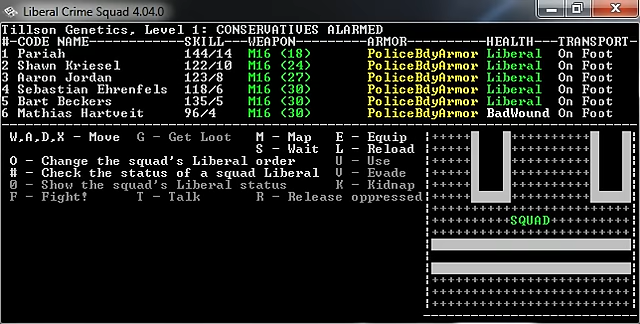 Liberal Crime Squad 4.04.0
Tillson Genetics, Level 1: CONSERVATIVES ALARMED
#-CODE NAME------------SKILL---WEAPON---------ARMOR---------HEALTH---TRANSPORT-
1 Pariah 144/14 M16 (18) PoliceBdyArmor Liberal On Foot
2 Shawn Kriesel 122/10 M16 (24) PoliceBdyArmor Liberal On Foot
3 Aaron Jordan 123/8 M16 (27) PoliceBdyArmor Liberal On Foot
4 Sebastian Ehrenfels 118/6 M16 (30) PoliceBdyArmor Liberal On Foot
5 Bart Beckers 135/5 M16 (30) PoliceBdyArmor Liberal On Foot
6 Mathias Hartveit 96/4 M16 (30) PoliceBdyArmor BadWound On Foot
W,A,D,X - Move G - Get Loot M - Map E - Equip
S - Wait L - Reload
O - Change the squad's Liberal order U - Use
# - Check the status of a squad Liberal V - Evade
0 - Show the squad's Liberal status K - Kidnap
F - Fight! T - Talk R - Release oppressed
SQUAD